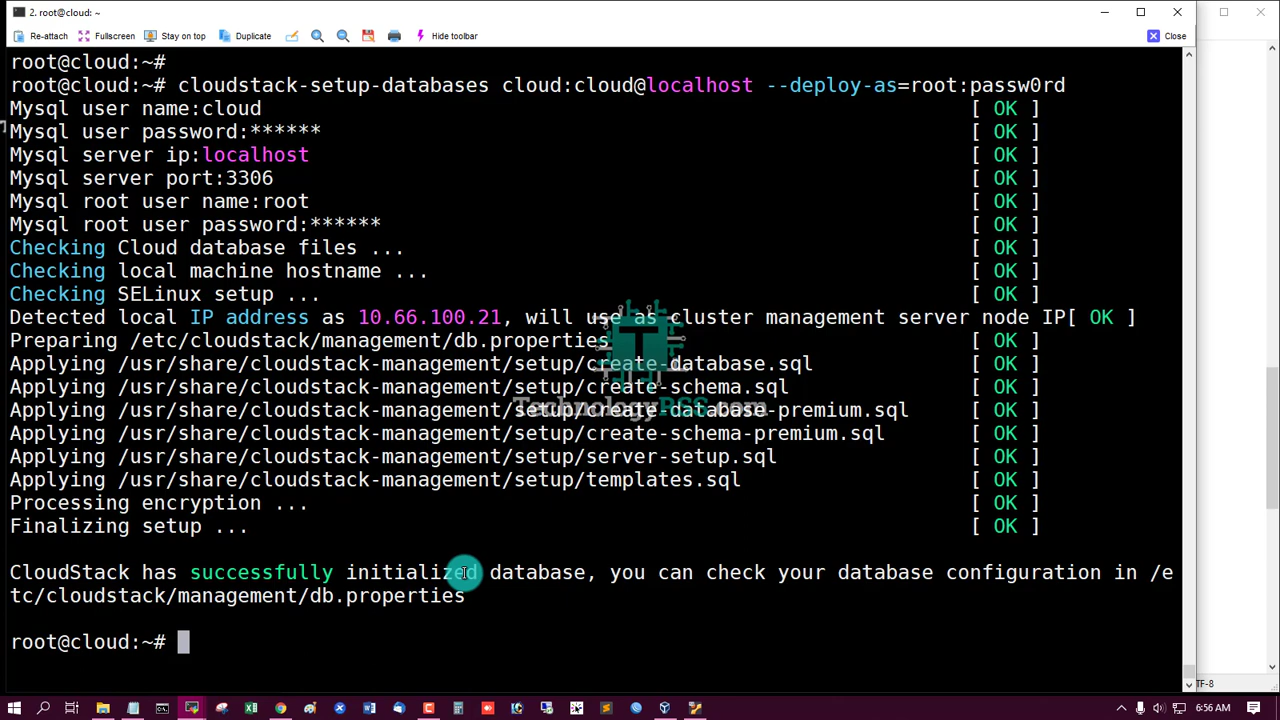 2. root@cloud: ~
Re-attach Fullscreen Stay on top Duplicate Hide toolbar Close
root@cloud:~#
root@cloud:~# cloudstack-setup-databases cloud:cloud@localhost --deploy-as=root:passw0rd
Mysql user name:cloud [ OK ]
Mysql user password:****** [ OK ]
Mysql server ip:localhost [ OK ]
Mysql server port:3306 [ OK ]
Mysql root user name:root [ OK ]
Mysql root user password:****** [ OK ]
Checking Cloud database files ... [ OK ]
Checking local machine hostname ... [ OK ]
Checking SELinux setup ... [ OK ]
Detected local IP address as 10.66.100.21, will use as cluster management server node IP[ OK ]
Preparing /etc/cloudstack/management/db.properties [ OK ]
Applying /usr/share/cloudstack-management/setup/create-database.sql [ OK ]
Applying /usr/share/cloudstack-management/setup/create-schema.sql [ OK ]
Applying /usr/share/cloudstack-management/setup/create-database-premium.sql [ OK ]
TechnologyRSS.com
Applying /usr/share/cloudstack-management/setup/create-schema-premium.sql [ OK ]
Applying /usr/share/cloudstack-management/setup/server-setup.sql [ OK ]
Applying /usr/share/cloudstack-management/setup/templates.sql [ OK ]
Processing encryption ... [ OK ]
Finalizing setup ... [ OK ]
CloudStack has successfully initialized database, you can check your database configuration in /e
tc/cloudstack/management/db.properties
root@cloud:~#
TF-8
6:56 AM